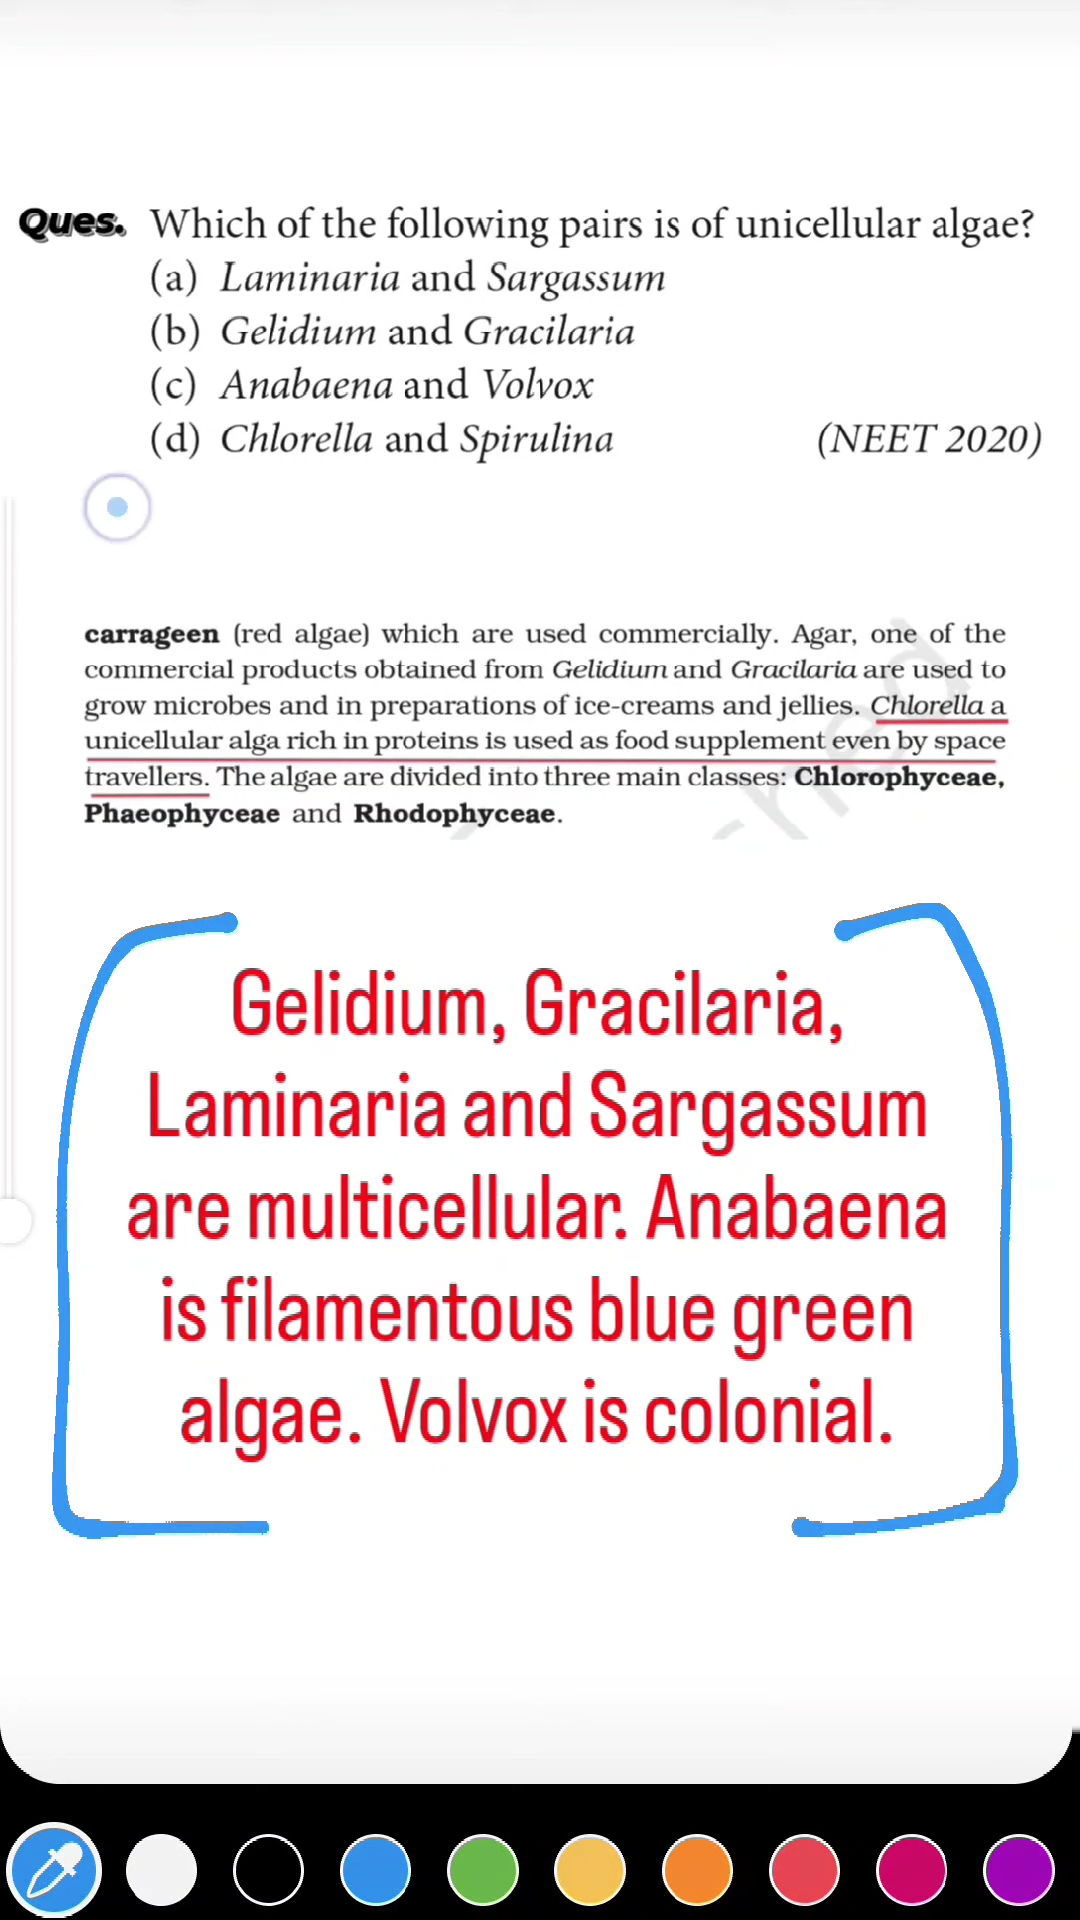 Ques. Which of the following pairs is of unicellular algae?
(a) Laminaria and Sargassum
(b) Gelidium and Gracilaria
(c) Anabaena and Volvox
(d) Chlorella and Spirulina (NEET 2020)
carrageen (red algae) which are used commercially. Agar, one of the
commercial products obtained from Gelidium and Gracilaria are used to
grow microbes and in preparations of ice-creams and jellies. Chlorella a
unicellular alga rich in proteins is used as food supplement even by space
travellers. The algae are divided into three main classes: Chlorophyceae,
Phaeophyceae and Rhodophyceae.
Gelidium, Gracilaria,
Laminaria and Sargassum
are multicellular. Anabaena
is filamentous blue green
algae. Volvox is colonial.